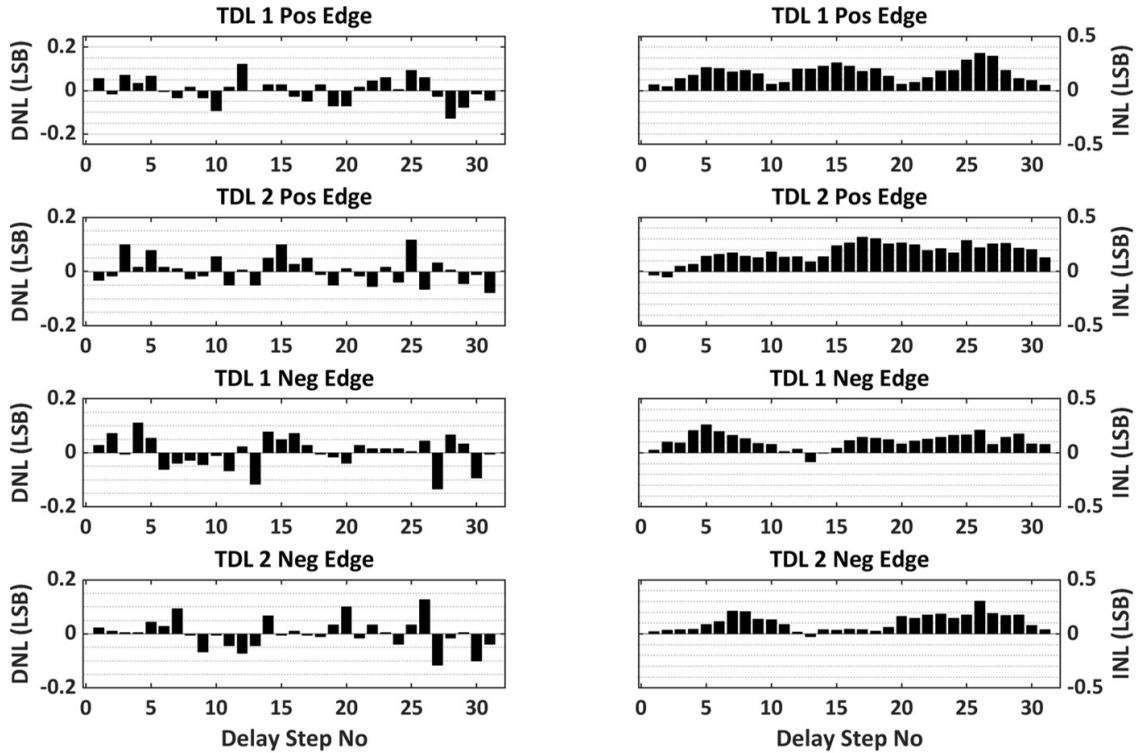 TDL 1 Pos Edge
TDL 1 Pos Edge
DNL (LSB)
0.2
0
-0.2
0 5 10 15 20 25 30
0 5 10 15 20 25 30
0.5
0
-0.5
INL (LSB)
TDL 2 Pos Edge
TDL 2 Pos Edge
DNL (LSB)
0.2
0
-0.2
0 5 10 15 20 25 30
0 5 10 15 20 25 30
0.5
0
-0.5
INL (LSB)
TDL 1 Neg Edge
TDL 1 Neg Edge
DNL (LSB)
0.2
0
-0.2
0 5 10 15 20 25 30
0 5 10 15 20 25 30
0.5
0
-0.5
INL (LSB)
TDL 2 Neg Edge
TDL 2 Neg Edge
DNL (LSB)
0.2
0
-0.2
0 5 10 15 20 25 30
0 5 10 15 20 25 30
0.5
0
-0.5
INL (LSB)
Delay Step No
Delay Step No